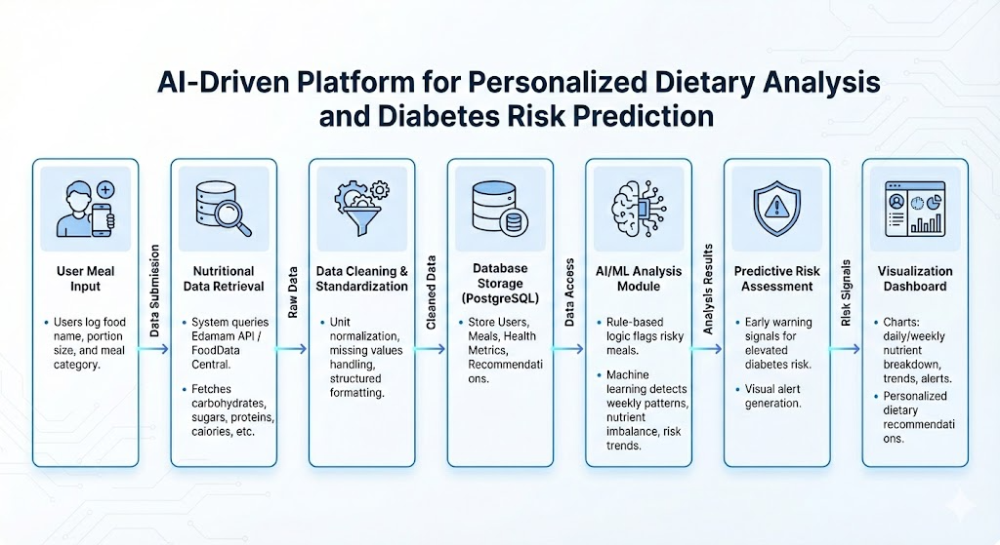 AI-Driven Platform for Personalized Dietary Analysis
and Diabetes Risk Prediction
User Meal
Input
• Users log food
name, portion
size, and meal
category.
Data Submission
Nutritional
Data Retrieval
• System queries
Edamam API /
FoodData
Central.
• Fetches
carbohydrates,
sugars, proteins,
calories, etc.
Raw Data
Data Cleaning &
Standardization
• Unit
normalization,
missing values
handling,
structured
formatting.
Cleaned Data
Database
Storage
(PostgreSQL)
• Store Users,
Meals, Health
Metrics,
Recommendati
ons.
Data Access
AI/ML Analysis
Module
• Rule-based
logic flags risky
meals.
• Machine
learning detects
weekly patterns,
nutrient
imbalance, risk
trends.
Analysis Results
Predictive Risk
Assessment
• Early warning
signals for
elevated
diabetes risk.
• Visual alert
generation.
Risk Signals
Visualization
Dashboard
• Charts:
daily/weekly
nutrient
breakdown,
trends, alerts.
• Personalized
dietary
recommendati
ons.